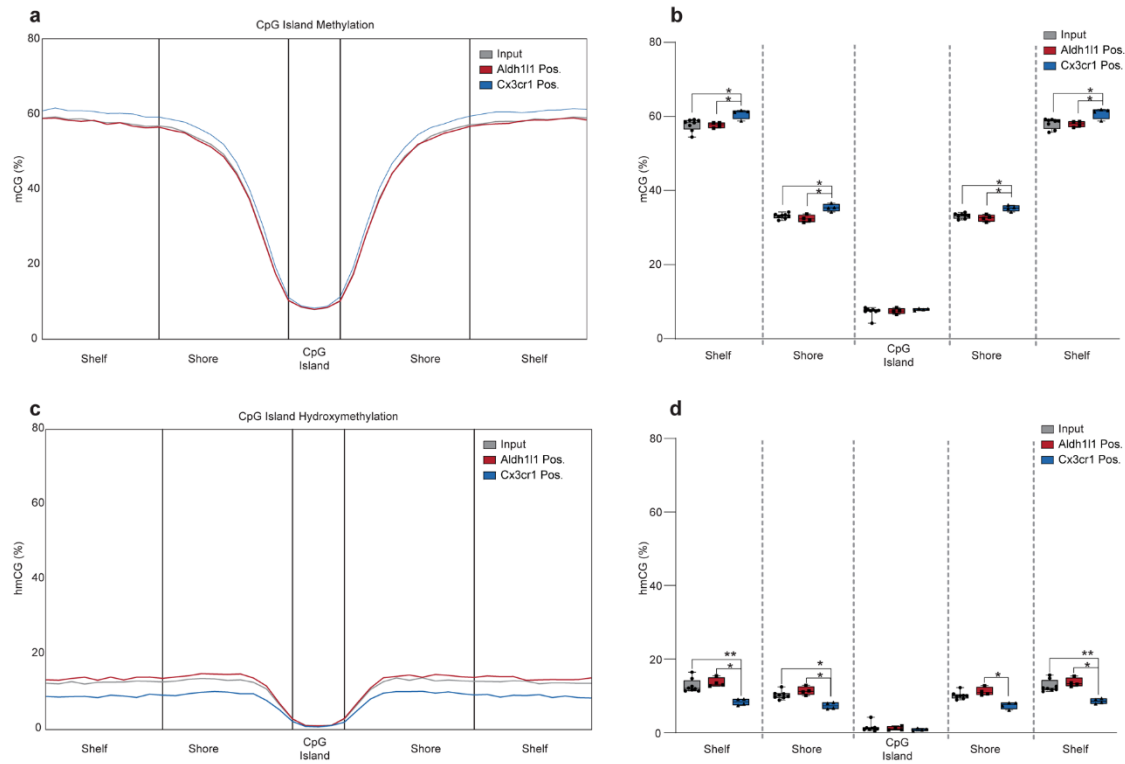 a
CpG Island Methylation
80
60
40
20
0
mCG (%)
Input
Aldh1l1 Pos.
Cx3cr1 Pos.
Shelf
Shore
CpG
Island
Shore
Shelf
b
80
60
40
20
0
mCG (%)
Input
Aldh1l1 Pos.
Cx3cr1 Pos.
*
*
*
*
*
*
*
*
Shelf
Shore
CpG
Island
Shore
Shelf
c
CpG Island Hydroxymethylation
80
60
40
20
0
hmCG (%)
Input
Aldh1l1 Pos.
Cx3cr1 Pos.
Shelf
Shore
CpG
Island
Shore
Shelf
d
80
60
40
20
0
hmCG (%)
Input
Aldh1l1 Pos.
Cx3cr1 Pos.
**
*
*
*
*
**
*
Shelf
Shore
CpG
Island
Shore
Shelf